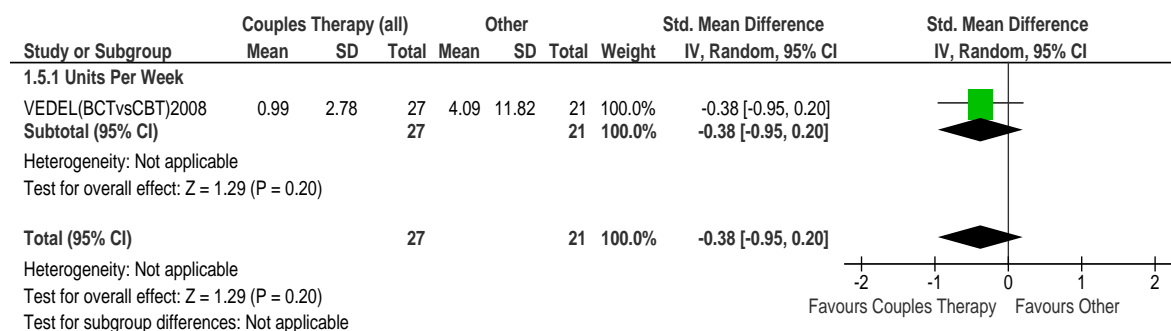 Couples Therapy (all) Other Std. Mean Difference Std. Mean Difference
Study or Subgroup Mean SD Total Mean SD Total Weight IV, Random, 95% CI IV, Random, 95% CI
1.5.1 Units Per Week
VEDEL(BCTvsCBT)2008 0.99 2.78 27 4.09 11.82 21 100.0% -0.38 [-0.95, 0.20]
Subtotal (95% CI) 27 21 100.0% -0.38 [-0.95, 0.20]
Heterogeneity: Not applicable
Test for overall effect: Z = 1.29 (P = 0.20)
Total (95% CI) 27 21 100.0% -0.38 [-0.95, 0.20]
Heterogeneity: Not applicable
Test for overall effect: Z = 1.29 (P = 0.20)
Test for subgroup differences: Not applicable
-2 -1 0 1 2
Favours Couples Therapy Favours Other